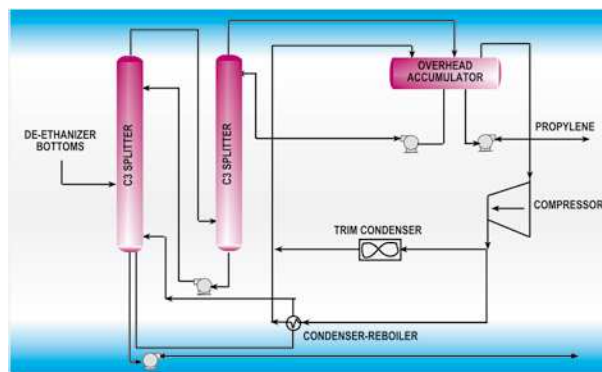 OVERHEAD
ACCUMULATOR
DE-ETHANIZER
BOTTOMS
C3 SPLITTER
C3 SPLITTER
PROPYLENE
COMPRESSOR
TRIM CONDENSER
CONDENSER-REBOILER